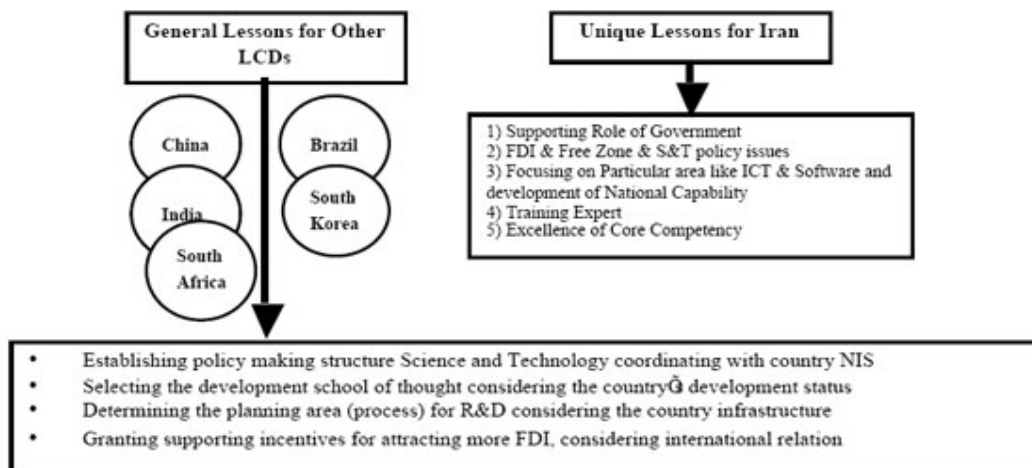 General Lessons for Other
LCDs
Unique Lessons for Iran
China
Brazil
India
South
Korea
South
Africa
1) Supporting Role of Government
2) FDI & Free Zone & S&T policy issues
3) Focusing on Particular area like ICT & Software and
development of National Capability
4) Training Expert
5) Excellence of Core Competency
• Establishing policy making structure Science and Technology coordinating with country NIS
• Selecting the development school of thought considering the countryÕs development status
• Determining the planning area (process) for R&D considering the country infrastructure
• Granting supporting incentives for attracting more FDI, considering international relation